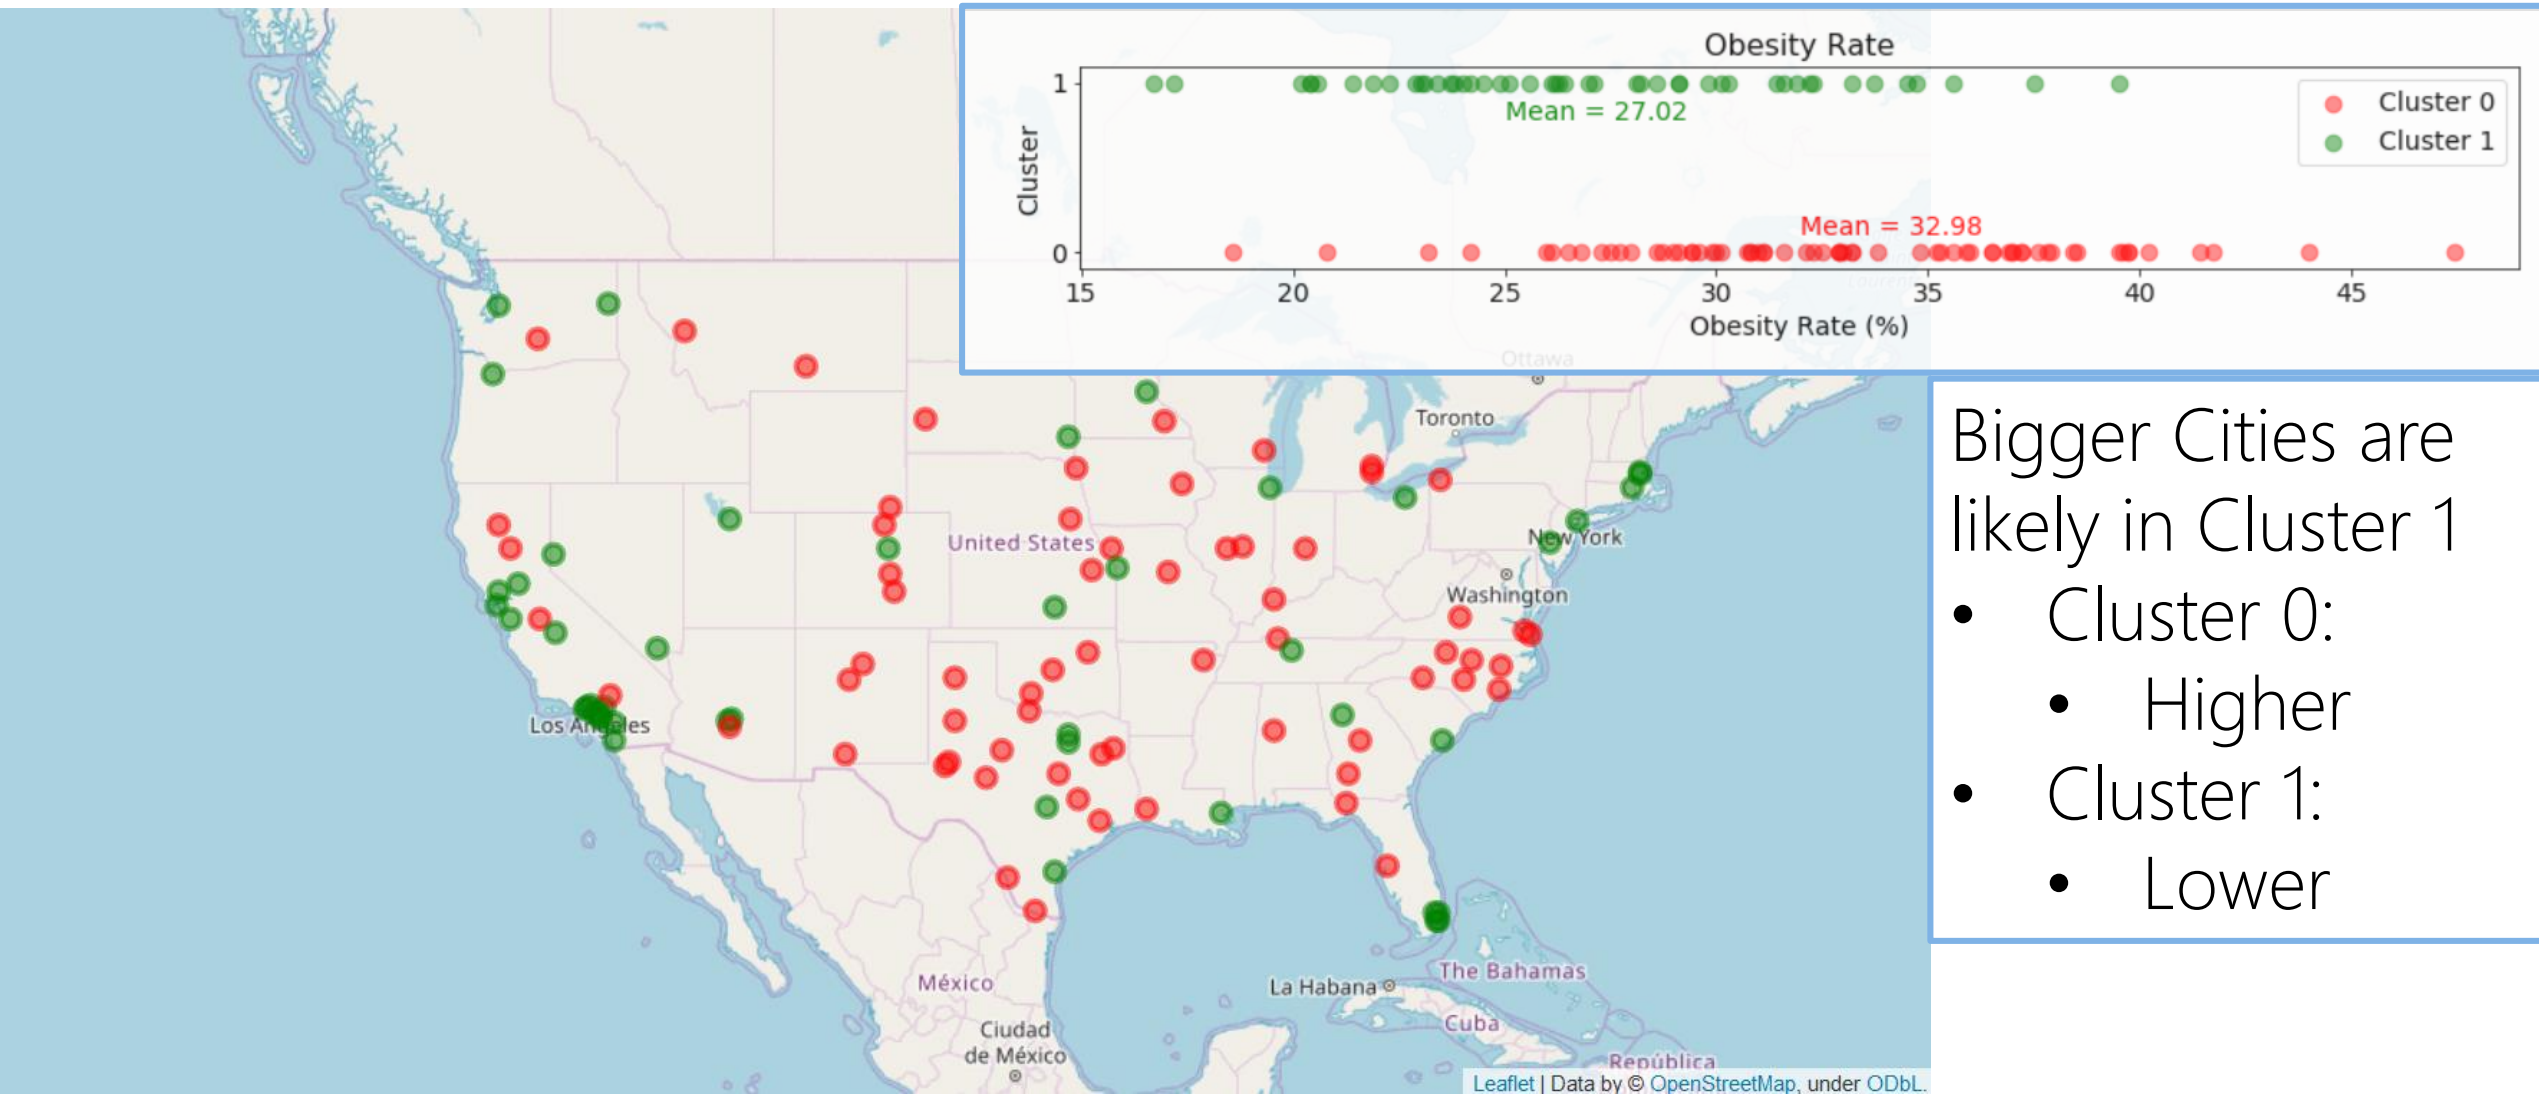 Obesity Rate
1
Mean = 27.02
Cluster 0
Cluster 1
Cluster
Mean = 32.98
0
15 20 25 30 35 40 45
Obesity Rate (%)
Ottawa
Toronto
United States
New York
Washington
Los Angeles
México
La Habana
The Bahamas
Ciudad
de México
Cuba
República
Leaflet | Data by © OpenStreetMap, under ODbL.
Bigger Cities are
likely in Cluster 1
• Cluster 0:
• Higher
• Cluster 1:
• Lower